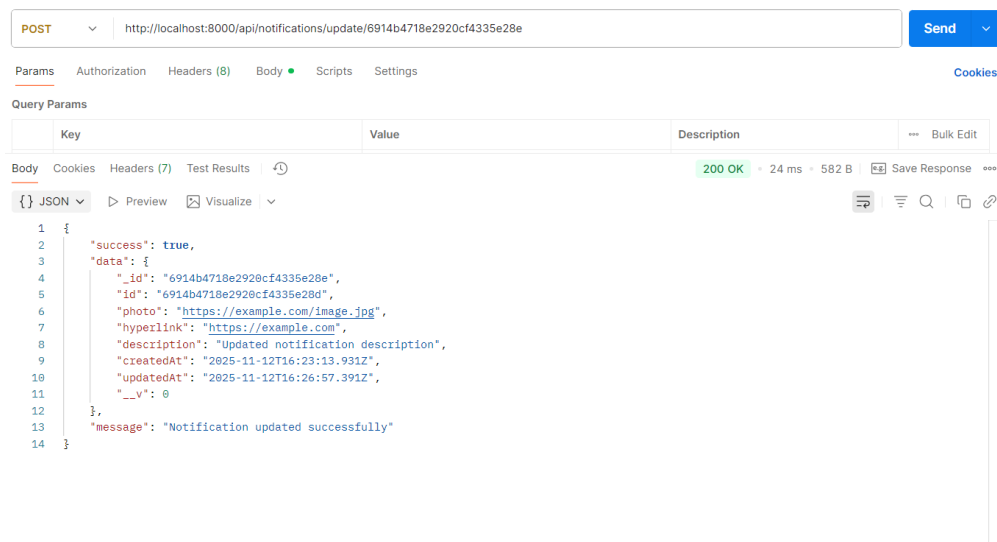 POST http://localhost:8000/api/notifications/update/6914b4718e2920cf4335e28e Send
Params Authorization Headers (8) Body Scripts Settings Cookies
Query Params
Key Value Description Bulk Edit
Body Cookies Headers (7) Test Results 200 OK 24 ms 582 B e.g. Save Response
{} JSON Preview Visualize
1 {
2 "success": true,
3 "data": {
4 "_id": "6914b4718e2920cf4335e28e",
5 "id": "6914b4718e2920cf4335e28d",
6 "photo": "https://example.com/image.jpg",
7 "hyperlink": "https://example.com",
8 "description": "Updated notification description",
9 "createdAt": "2025-11-12T16:23:13.931Z",
10 "updatedAt": "2025-11-12T16:26:57.391Z",
11 "__v": 0
12 },
13 "message": "Notification updated successfully"
14 }